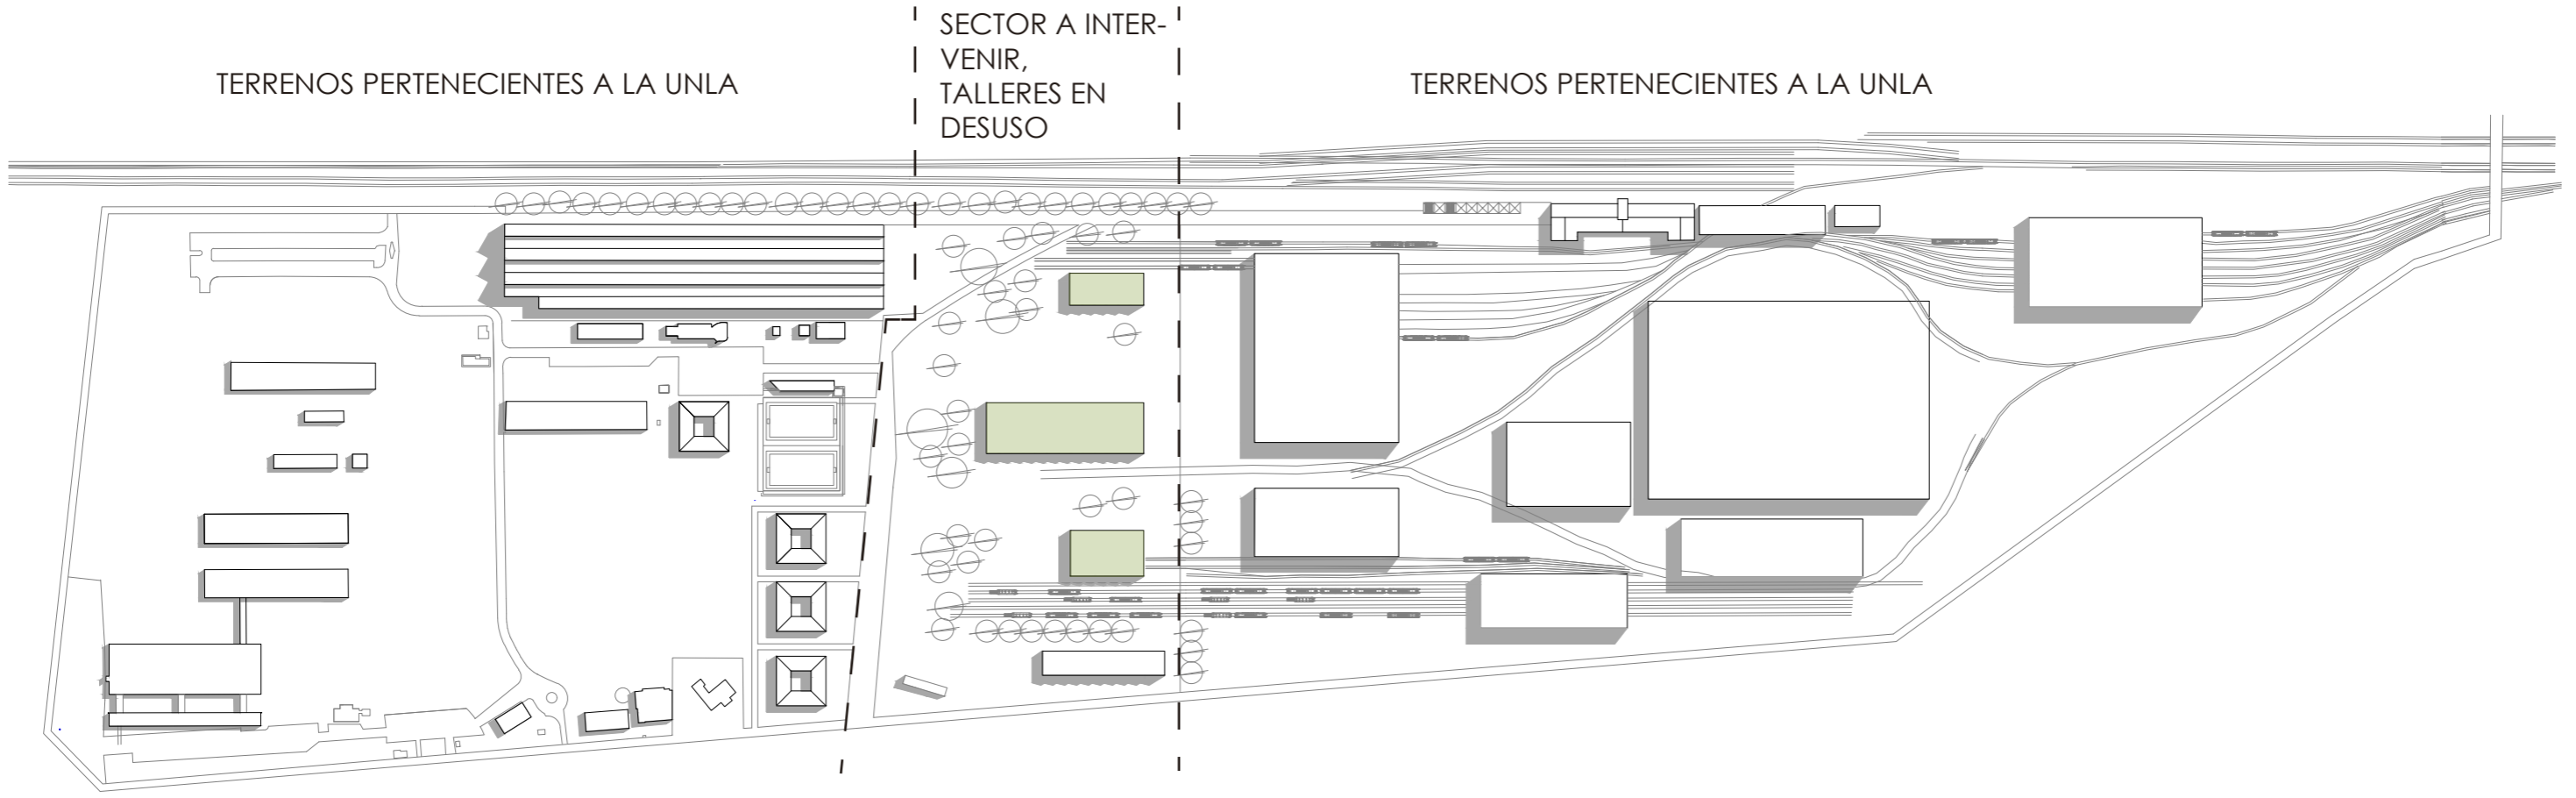 TERRENOS PERTENECIENTES A LA UNLA
SECTOR A INTER-
VENIR,
TALLERES EN
DESUSO
TERRENOS PERTENECIENTES A LA UNLA